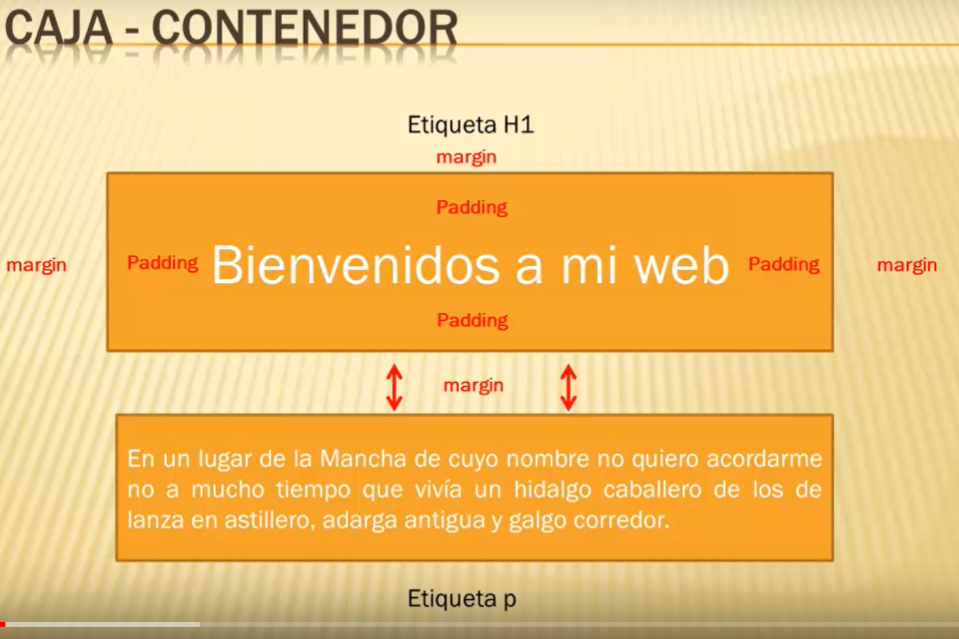 CAJA - CONTENEDOR
Etiqueta H1
margin
Padding
margin
Padding
Bienvenidos a mi web
Padding
margin
Padding
margin
En un lugar de la Mancha de cuyo nombre no quiero acordarme
no a mucho tiempo que vivía un hidalgo caballero de los de
lanza en astillero, adarga antigua y galgo corredor.
Etiqueta p